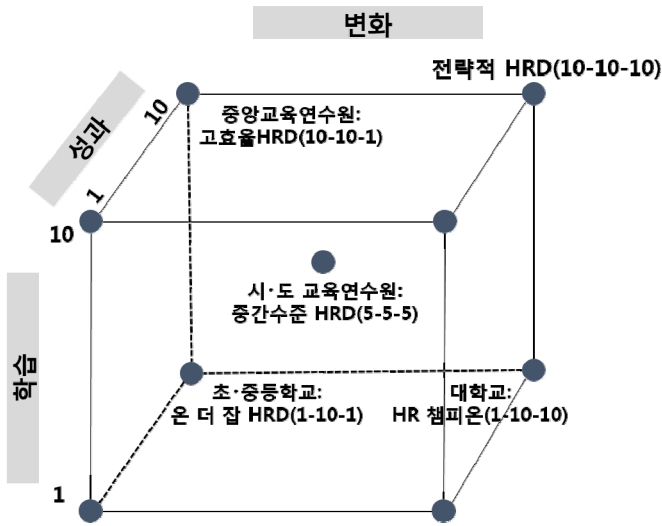 변화
전략적 HRD(10-10-10)
성과
10
1
중앙교육연수원:
고효율HRD(10-10-1)
10
시·도 교육연수원:
중간수준 HRD(5-5-5)
학습
초·중등학교:
온 더 잡 HRD(1-10-1)
대학교:
HR 챔피온(1-10-10)
1